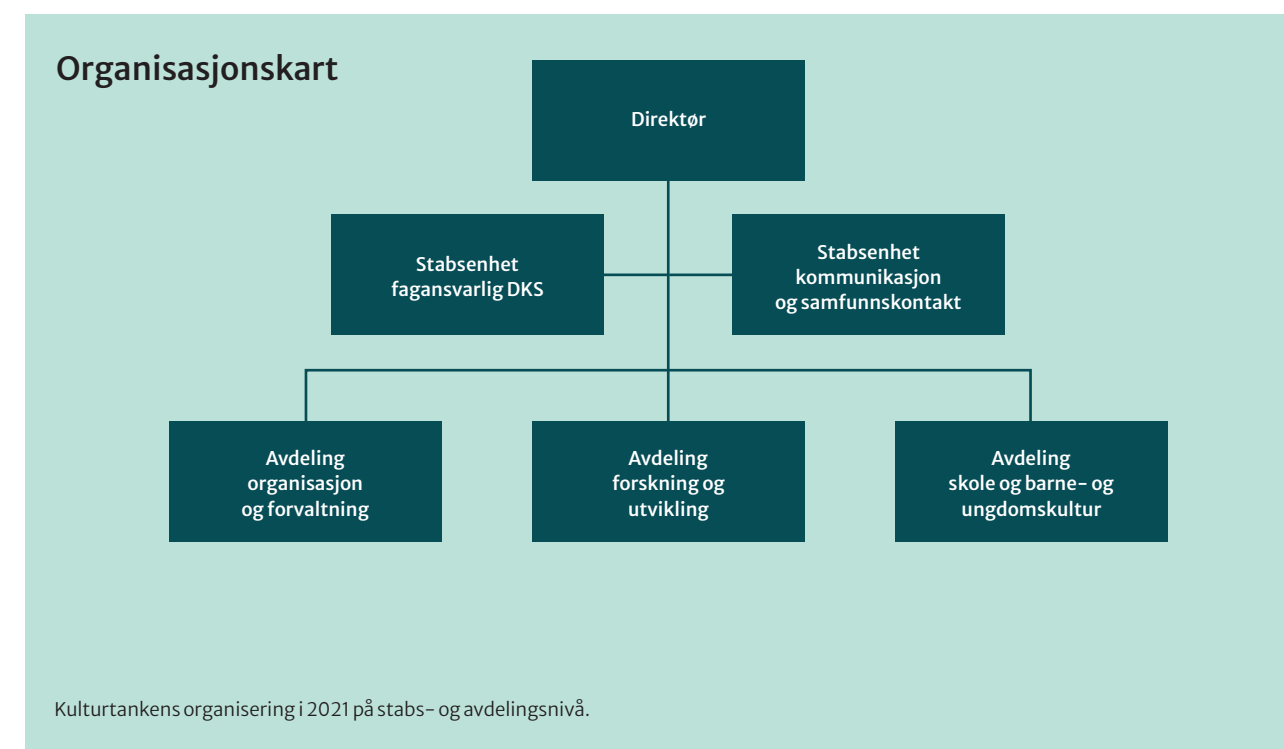 Organisasjonskart
Direktør
Stabsenhet
fagansvarlig DKS
Stabsenhet
kommunikasjon
og samfunnskontakt
Avdeling
organisasjon
og forvaltning
Avdeling
forskning og
utvikling
Avdeling
skole og barne- og
ungdomskultur
Kulturtankens organisering i 2021 på stabs- og avdelingsnivå.